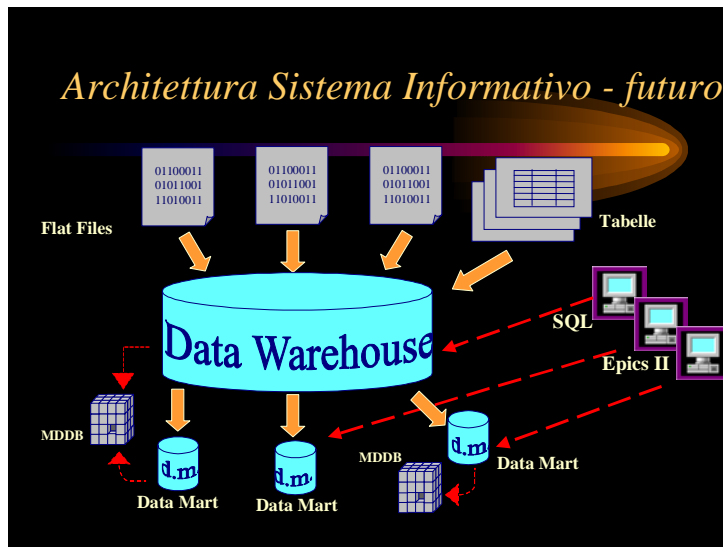 Architettura Sistema Informativo - futuro
01100011
01011001
11010011
01100011
01011001
11010011
01100011
01011001
11010011
Flat Files
Tabelle
SQL
Data Warehouse
Epics II
MDDB
d.m.
Data Mart
d.m.
Data Mart
MDDB
d.m.
Data Mart